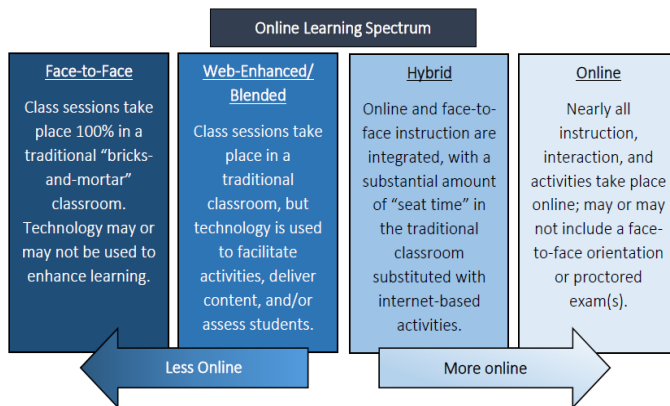 Online Learning Spectrum
Face-to-Face
Class sessions take
place 100% in a
traditional “bricks-
and-mortar”
classroom.
Technology may or
may not be used to
enhance learning.
Web-Enhanced/
Blended
Class sessions take
place in a
traditional
classroom, but
technology is used
to facilitate
activities, deliver
content, and/or
assess students.
Hybrid
Online and face-to-
face instruction are
integrated, with a
substantial amount
of “seat time” in
the traditional
classroom
substituted with
internet-based
activities.
Online
Nearly all
instruction,
interaction, and
activities take place
online; may or may
not include a face-
to-face orientation
or proctored
exam(s).
Less Online
More online